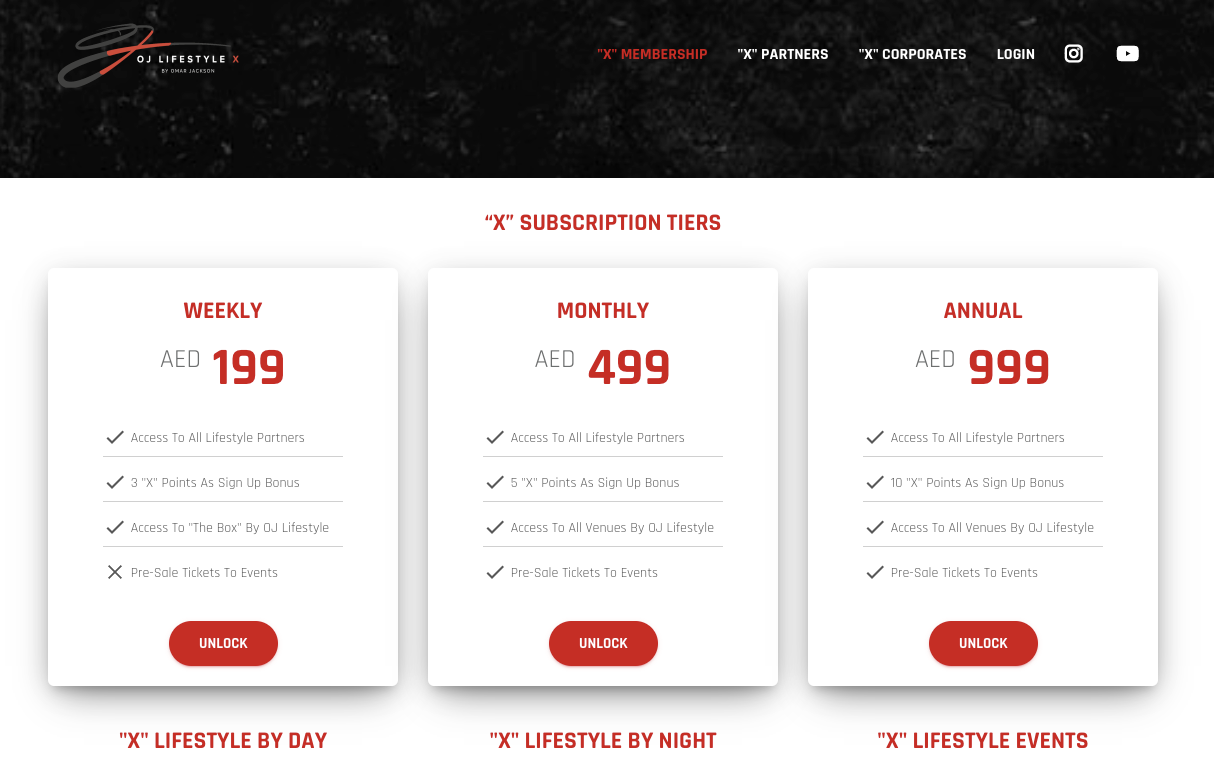 OJ LIFESTYLE X
BY OMAR JACKSON
"X" MEMBERSHIP
"X" PARTNERS
"X" CORPORATES
LOGIN
“X” SUBSCRIPTION TIERS
WEEKLY
AED 199
Access To All Lifestyle Partners
3 "X" Points As Sign Up Bonus
Access To "The Box" By OJ Lifestyle
Pre-Sale Tickets To Events
UNLOCK
MONTHLY
AED 499
Access To All Lifestyle Partners
5 "X" Points As Sign Up Bonus
Access To All Venues By OJ Lifestyle
Pre-Sale Tickets To Events
UNLOCK
ANNUAL
AED 999
Access To All Lifestyle Partners
10 "X" Points As Sign Up Bonus
Access To All Venues By OJ Lifestyle
Pre-Sale Tickets To Events
UNLOCK
"X" LIFESTYLE BY DAY
"X" LIFESTYLE BY NIGHT
"X" LIFESTYLE EVENTS